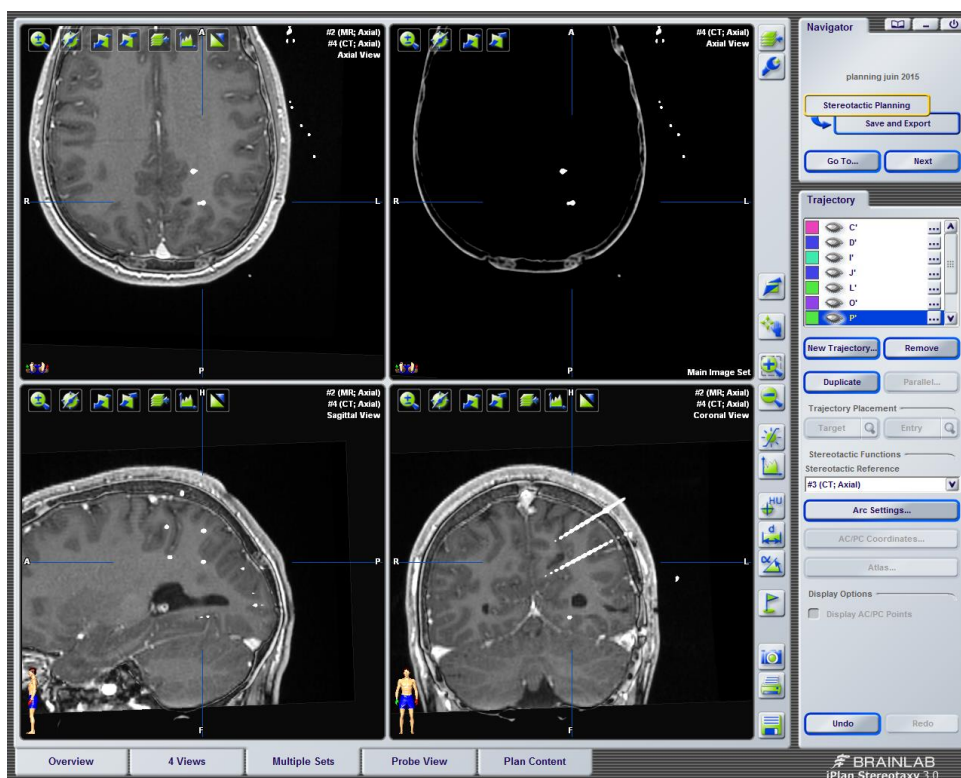 #2 (MR; Axial)
#4 (CT; Axial)
Axial View
A
R
L
P
#4 (CT; Axial)
Axial View
A
R
L
P
Main Image Set
#2 (MR; Axial)
#4 (CT; Axial)
Sagittal View
H
A
P
F
#2 (MR; Axial)
#4 (CT; Axial)
Coronal View
H
R
L
F
HU
d
α
Navigator
planning juin 2015
Stereotactic Planning
Save and Export
Go To...
Next
Trajectory
C'
D'
I'
J'
L'
O'
P'
New Trajectory...
Remove
Duplicate
Parallel...
Trajectory Placement
Target
Entry
Stereotactic Functions
Stereotactic Reference
#3 (CT; Axial)
Arc Settings...
AC/PC Coordinates...
Atlas...
Display Options
Display AC/PC Points
Undo
Redo
Overview
4 Views
Multiple Sets
Probe View
Plan Content
BRAINLAB
iPlan Stereotaxy 3.0